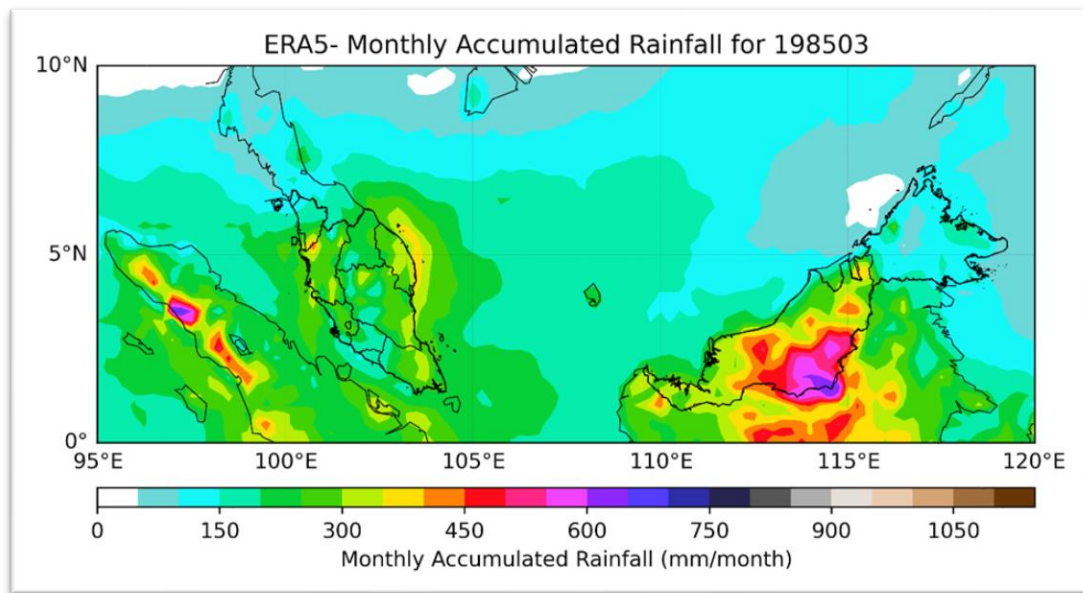 ERA5- Monthly Accumulated Rainfall for 198503
10°N
5°N
0°
95°E 100°E 105°E 110°E 115°E 120°E
0 150 300 450 600 750 900 1050
Monthly Accumulated Rainfall (mm/month)